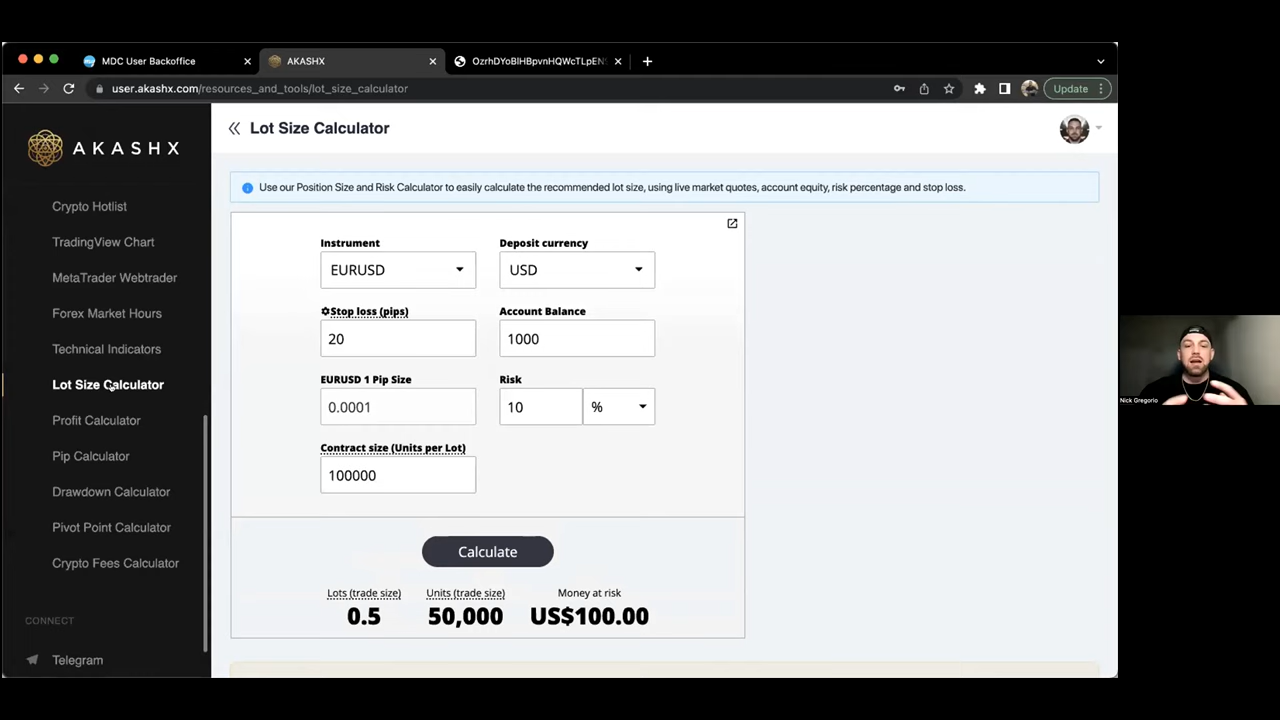 MDC User Backoffice
AKASHX
OzrhDYoBlHBpvnHQWcTLpEN
Update
user.akashx.com/resources_and_tools/lot_size_calculator
AKASHX
Crypto Hotlist
TradingView Chart
MetaTrader Webtrader
Forex Market Hours
Technical Indicators
Lot Size Calculator
Profit Calculator
Pip Calculator
Drawdown Calculator
Pivot Point Calculator
Crypto Fees Calculator
CONNECT
Telegram
Lot Size Calculator
Use our Position Size and Risk Calculator to easily calculate the recommended lot size, using live market quotes, account equity, risk percentage and stop loss.
Instrument
EURUSD
Deposit currency
USD
Stop loss (pips)
20
Account Balance
1000
EURUSD 1 Pip Size
0.0001
Risk
10 %
Contract size (Units per Lot)
100000
Calculate
Lots (trade size)
0.5
Units (trade size)
50,000
Money at risk
US$100.00
Nick Gregorio